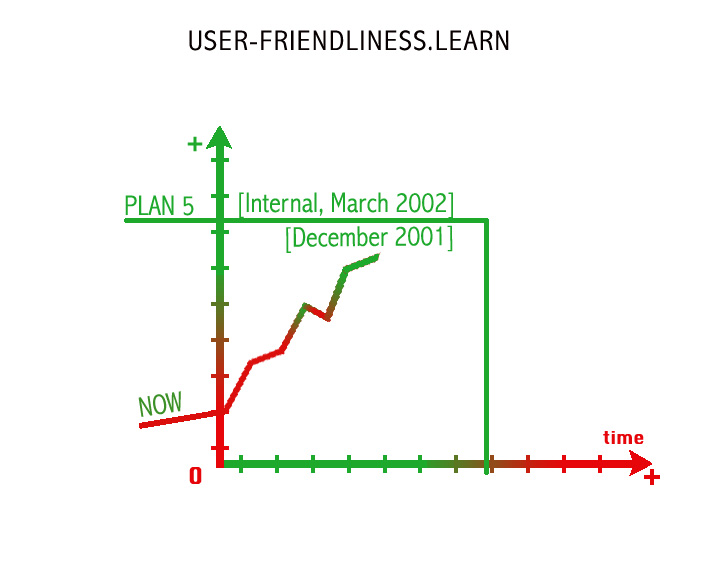 USER-FRIENDLINESS.LEARN
+
PLAN 5
[Internal, March 2002]
[December 2001]
NOW
time
0
+